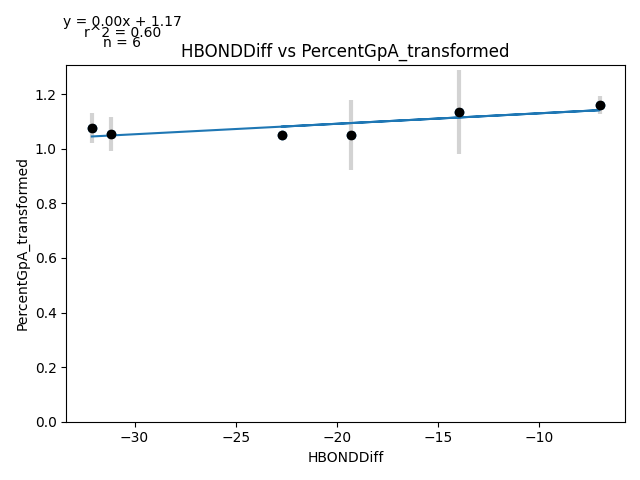 y = 0.00x + 1.17
r^2 = 0.60
n = 6
HBONDDiff vs PercentGpA_transformed
PercentGpA_transformed
1.2
1.0
0.8
0.6
0.4
0.2
0.0
−30
−25
−20
−15
−10
HBONDDiff